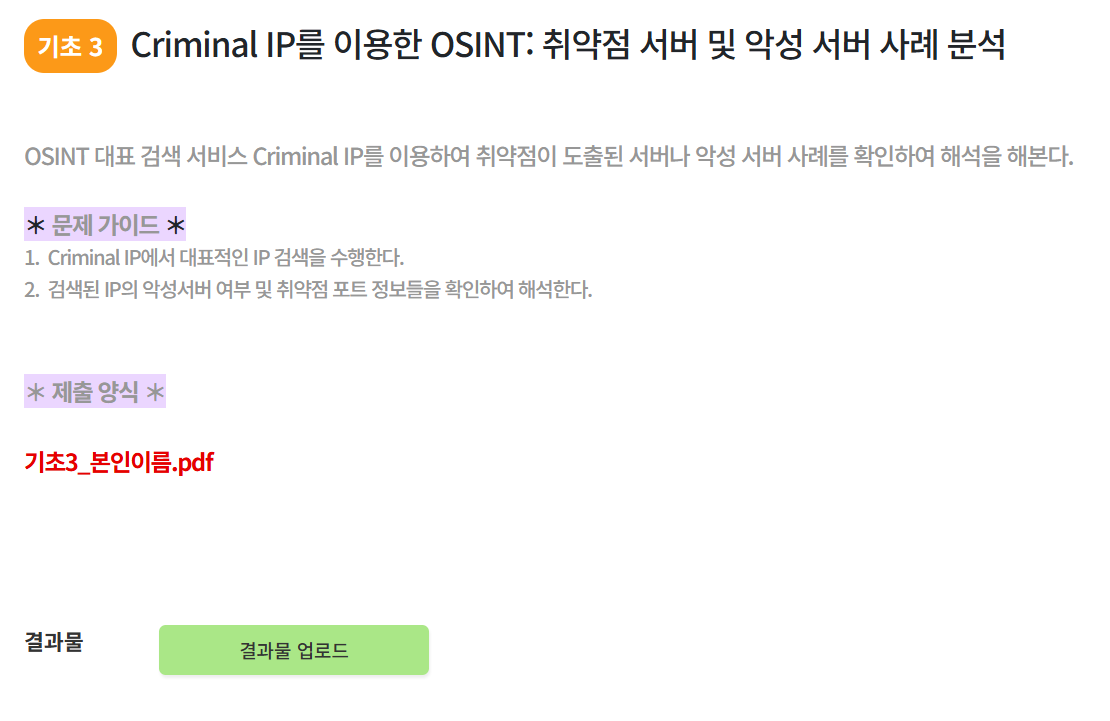 기초 3 Criminal IP를 이용한 OSINT: 취약점 서버 및 악성 서버 사례 분석
OSINT 대표 검색 서비스 Criminal IP를 이용하여 취약점이 도출된 서버나 악성 서버 사례를 확인하여 해석을 해본다.
* 문제 가이드 *
1. Criminal IP에서 대표적인 IP 검색을 수행한다.
2. 검색된 IP의 악성서버 여부 및 취약점 포트 정보들을 확인하여 해석한다.
* 제출 양식 *
기초3_본인이름.pdf
결과물 결과물 업로드